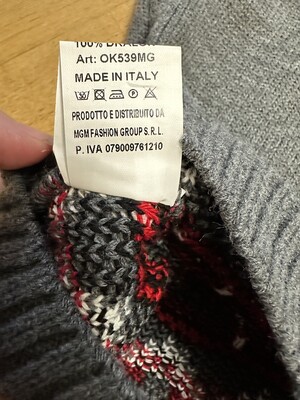 100% DRALON
Art: OK539MG
MADE IN ITALY
PRODOTTO E DISTRIBUITO DA
MGM FASHION GROUP S.R.L.
P. IVA 079009761210